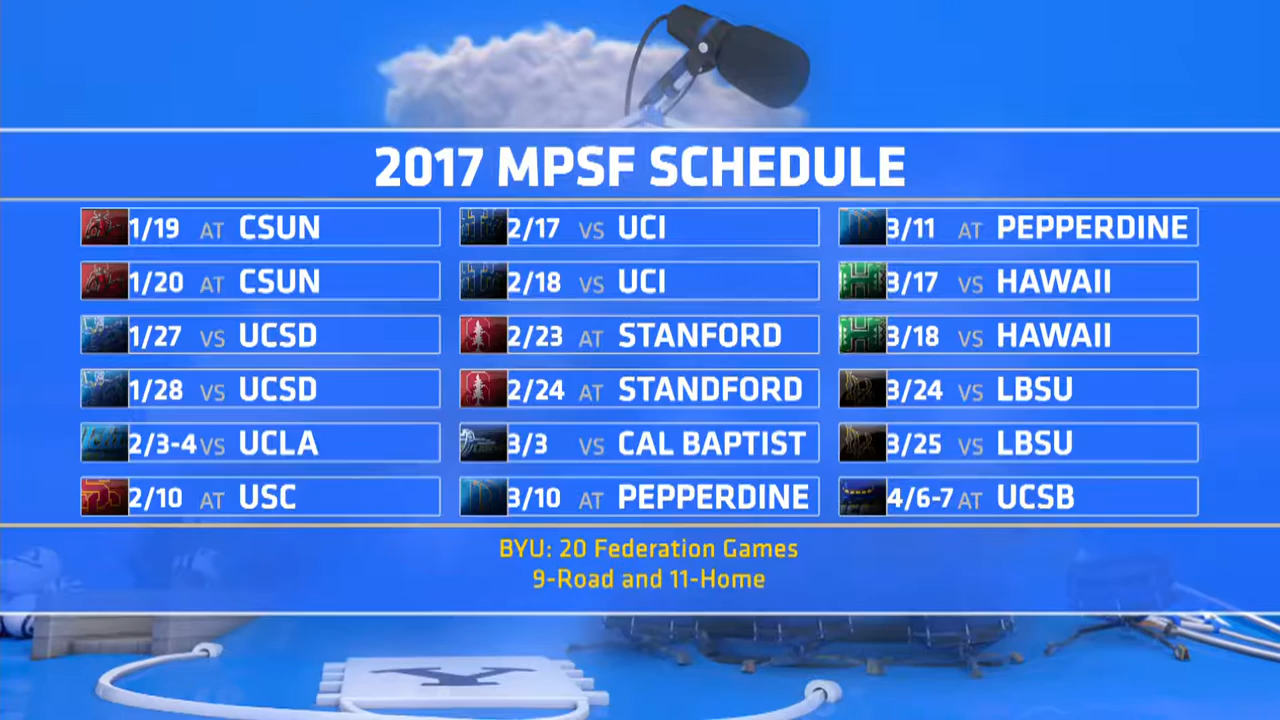 2017 MPSF SCHEDULE
1/19 AT CSUN
1/20 AT CSUN
1/27 VS UCSD
1/28 VS UCSD
2/3-4 VS UCLA
2/10 AT USC
2/17 VS UCI
2/18 VS UCI
2/23 AT STANFORD
2/24 AT STANDFORD
3/3 VS CAL BAPTIST
3/10 AT PEPPERDINE
3/11 AT PEPPERDINE
3/17 VS HAWAII
3/18 VS HAWAII
3/24 VS LBSU
3/25 VS LBSU
4/6-7 AT UCSB
BYU: 20 Federation Games
9-Road and 11-Home
Y